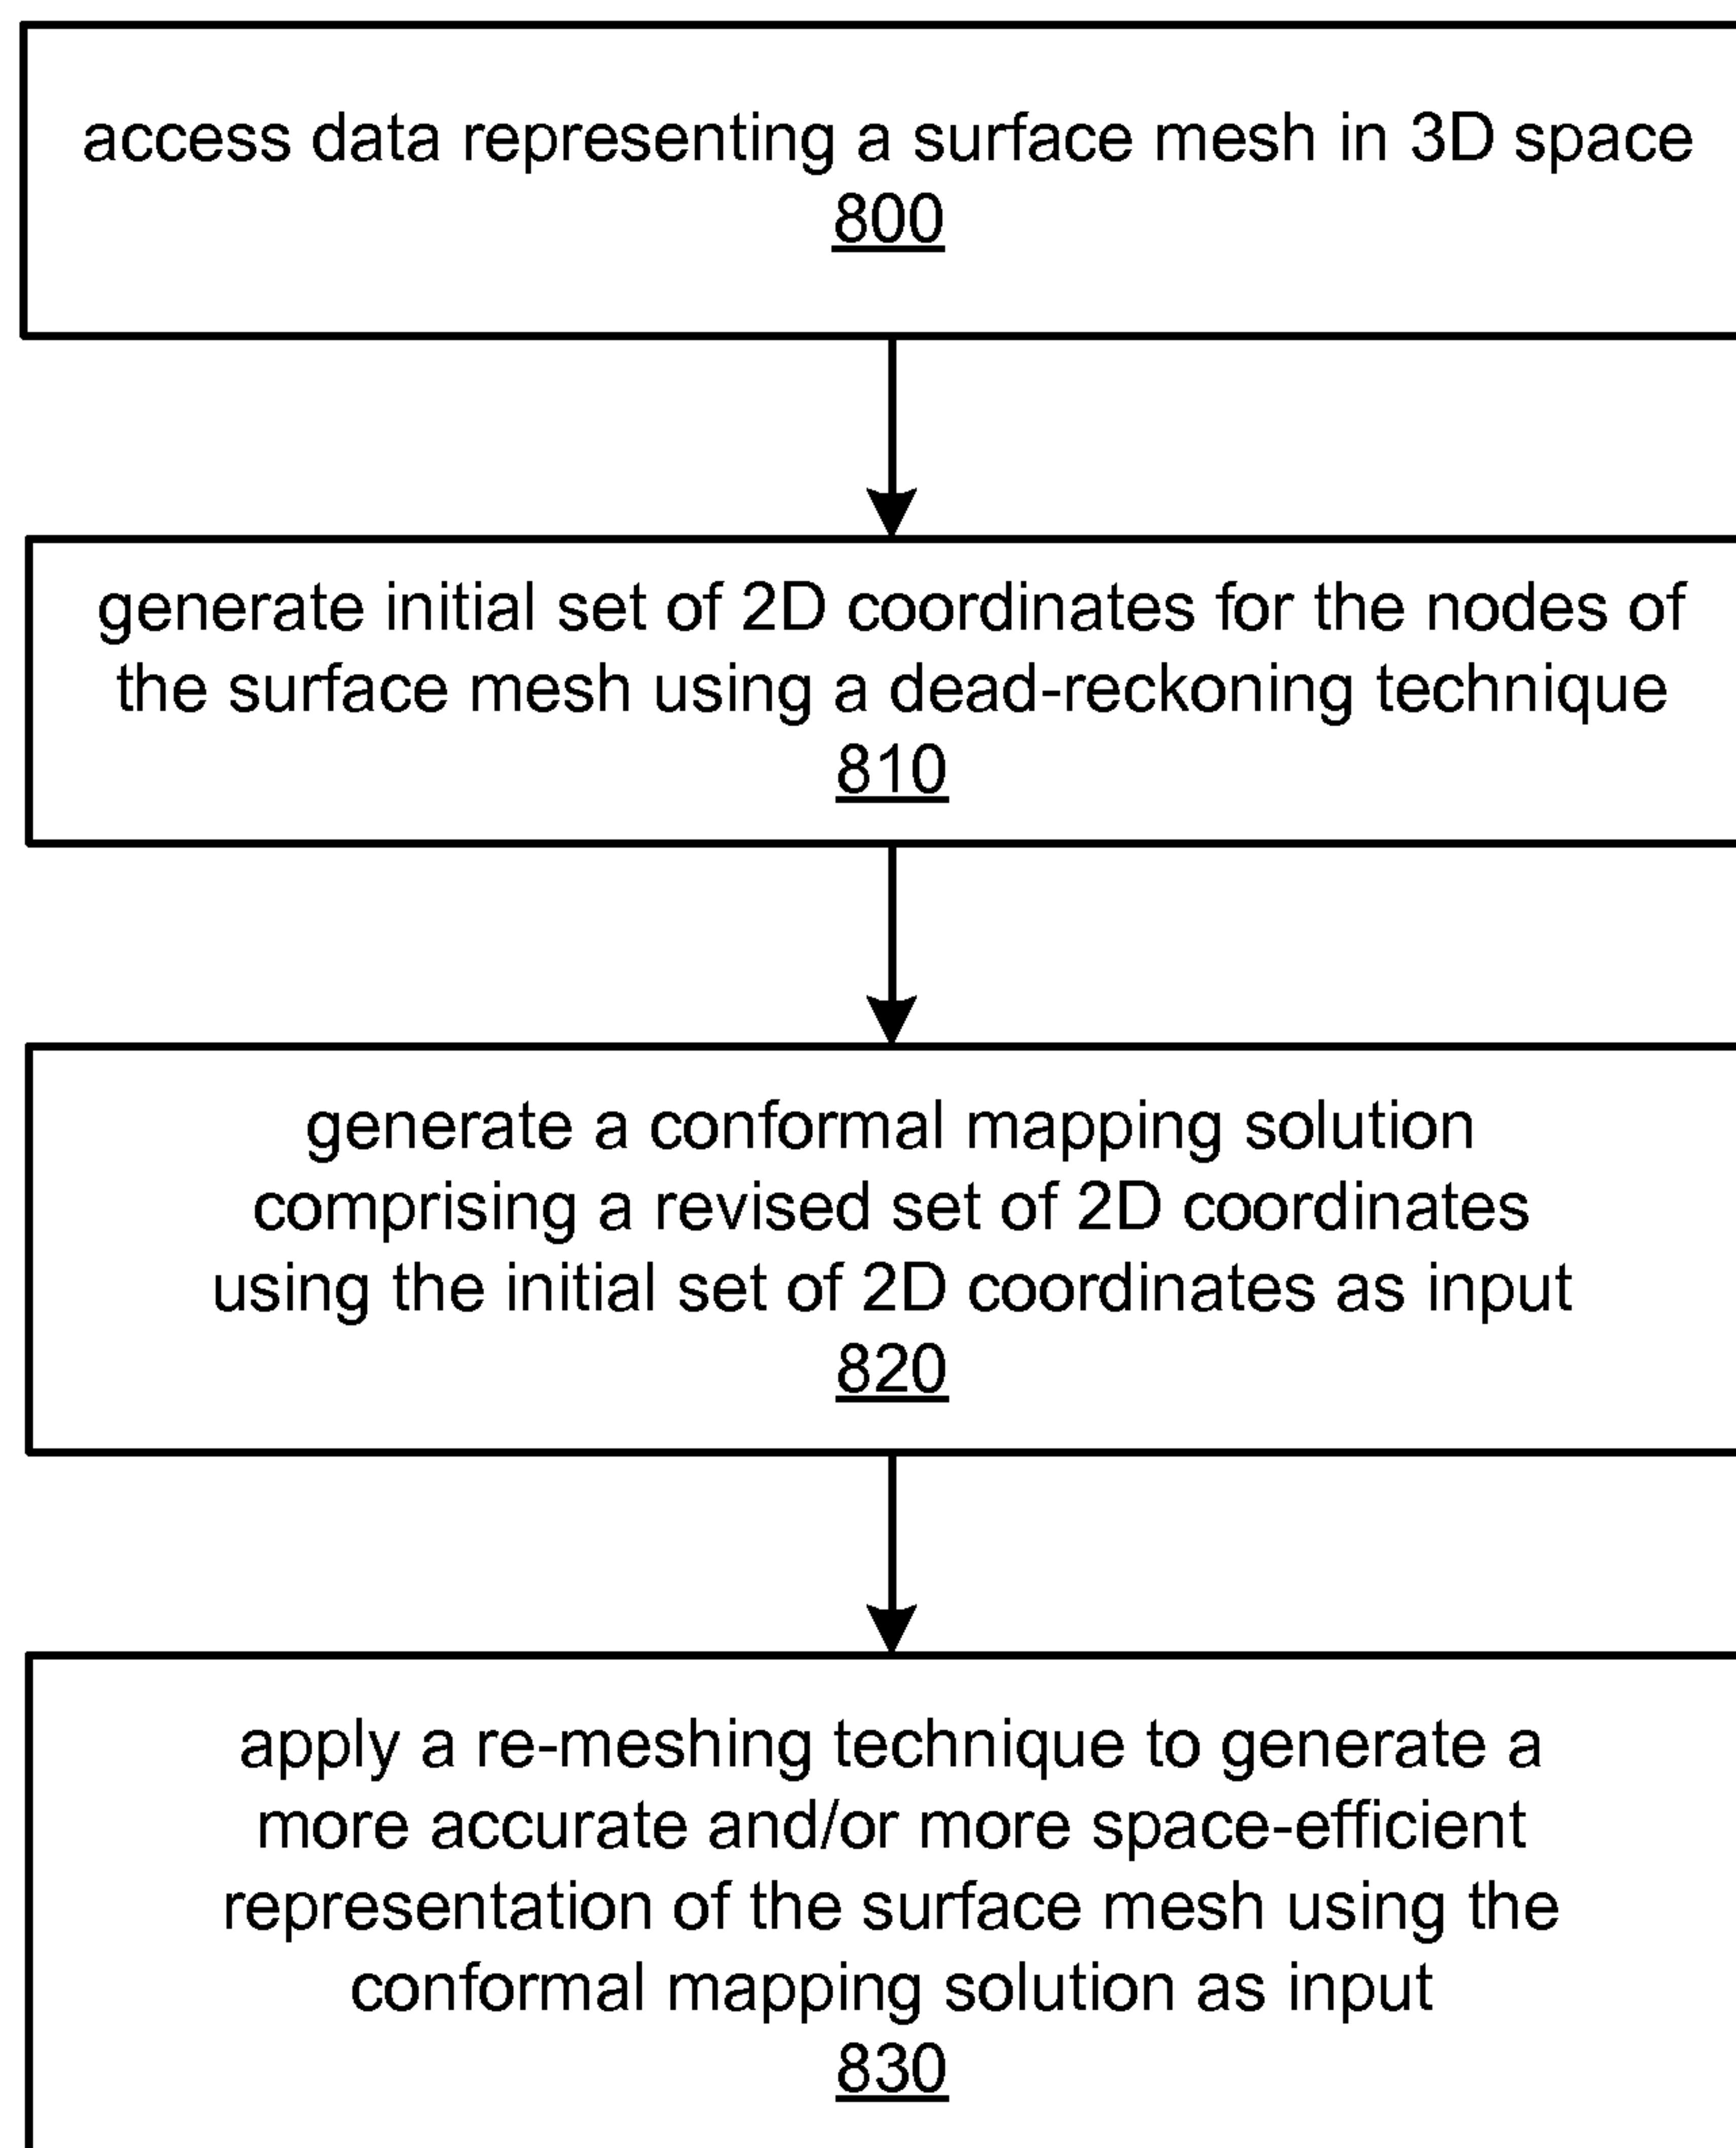 access data representing a surface mesh in 3D space
800
generate initial set of 2D coordinates for the nodes of
the surface mesh using a dead-reckoning technique
810
generate a conformal mapping solution
comprising a revised set of 2D coordinates
using the initial set of 2D coordinates as input
820
apply a re-meshing technique to generate a
more accurate and/or more space-efficient
representation of the surface mesh using the
conformal mapping solution as input
830